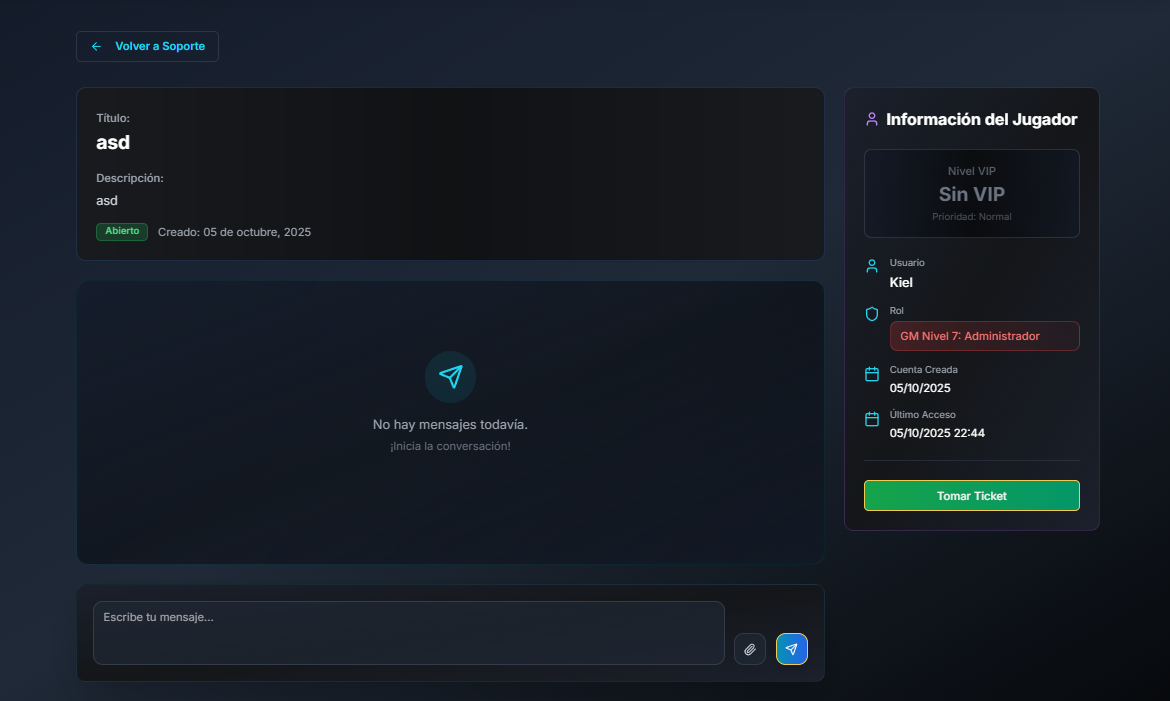 Volver a Soporte
Título:
asd
Descripción:
asd
Abierto
Creado: 05 de octubre, 2025
No hay mensajes todavía.
¡Inicia la conversación!
Escribe tu mensaje...
Información del Jugador
Nivel VIP
Sin VIP
Prioridad: Normal
Usuario
Kiel
Rol
GM Nivel 7: Administrador
Cuenta Creada
05/10/2025
Último Acceso
05/10/2025 22:44
Tomar Ticket